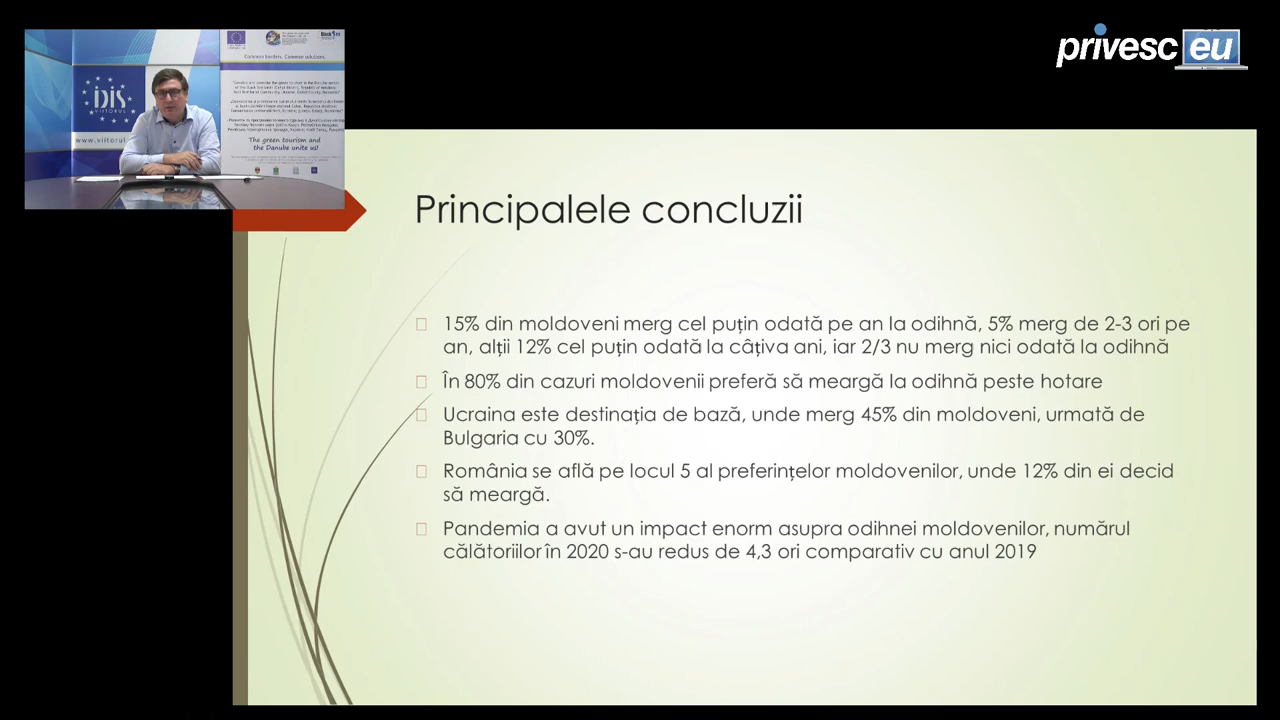 privesc eu
Common borders. Common solutions.
IDIS
VIITORUL
www.viitorul
The green tourism and
the Danube unite us!
Principalele concluzii
15% din moldoveni merg cel puțin odată pe an la odihnă, 5% merg de 2-3 ori pe
an, alții 12% cel puțin odată la câțiva ani, iar 2/3 nu merg nici odată la odihnă
În 80% din cazuri moldovenii preferă să meargă la odihnă peste hotare
Ucraina este destinația de bază, unde merg 45% din moldoveni, urmată de
Bulgaria cu 30%.
România se află pe locul 5 al preferințelor moldovenilor, unde 12% din ei decid
să meargă.
Pandemia a avut un impact enorm asupra odihnei moldovenilor, numărul
călătoriilor în 2020 s-au redus de 4,3 ori comparativ cu anul 2019